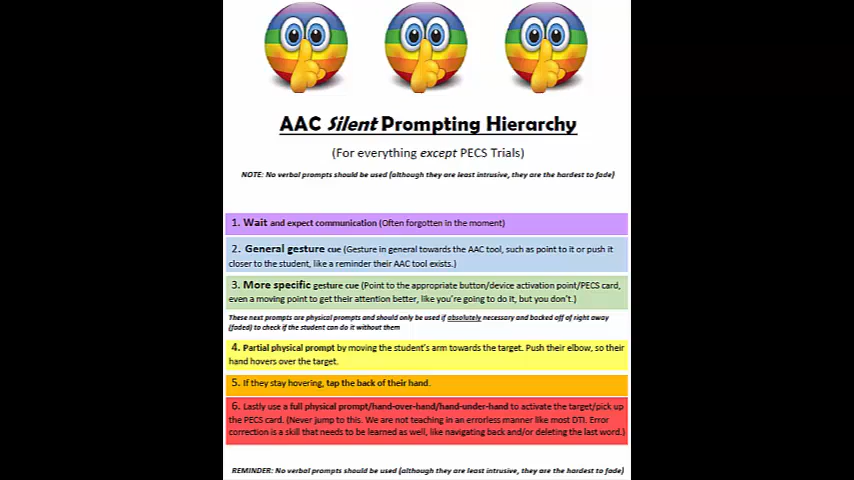 AAC Silent Prompting Hierarchy
(For everything except PECS Trials)
NOTE: No verbal prompts should be used (although they are least intrusive, they are the hardest to fade)
1. Wait and expect communication (Often forgotten in the moment)
2. General gesture cue (Gesture in general towards the AAC tool, such as point to it or push it
closer to the student, like a reminder their AAC tool exists.)
3. More specific gesture cue (Point to the appropriate button/device activation point/PECS card,
even a moving point to get their attention better, like you're going to do it, but you don't.)
These next prompts are physical prompts and should only be used if absolutely necessary and backed off of right away
(faded) to check if the student can do it without them
4. Partial physical prompt by moving the student's arm towards the target. Push their elbow, so their
hand hovers over the target.
5. If they stay hovering, tap the back of their hand.
6. Lastly use a full physical prompt/hand-over-hand/hand-under-hand to activate the target/pick up
the PECS card. (Never jump to this. We are not teaching in an errorless manner like most DTI. Error
correction is a skill that needs to be learned as well, like navigating back and/or deleting the last word.)
REMINDER: No verbal prompts should be used (although they are least intrusive, they are the hardest to fade)